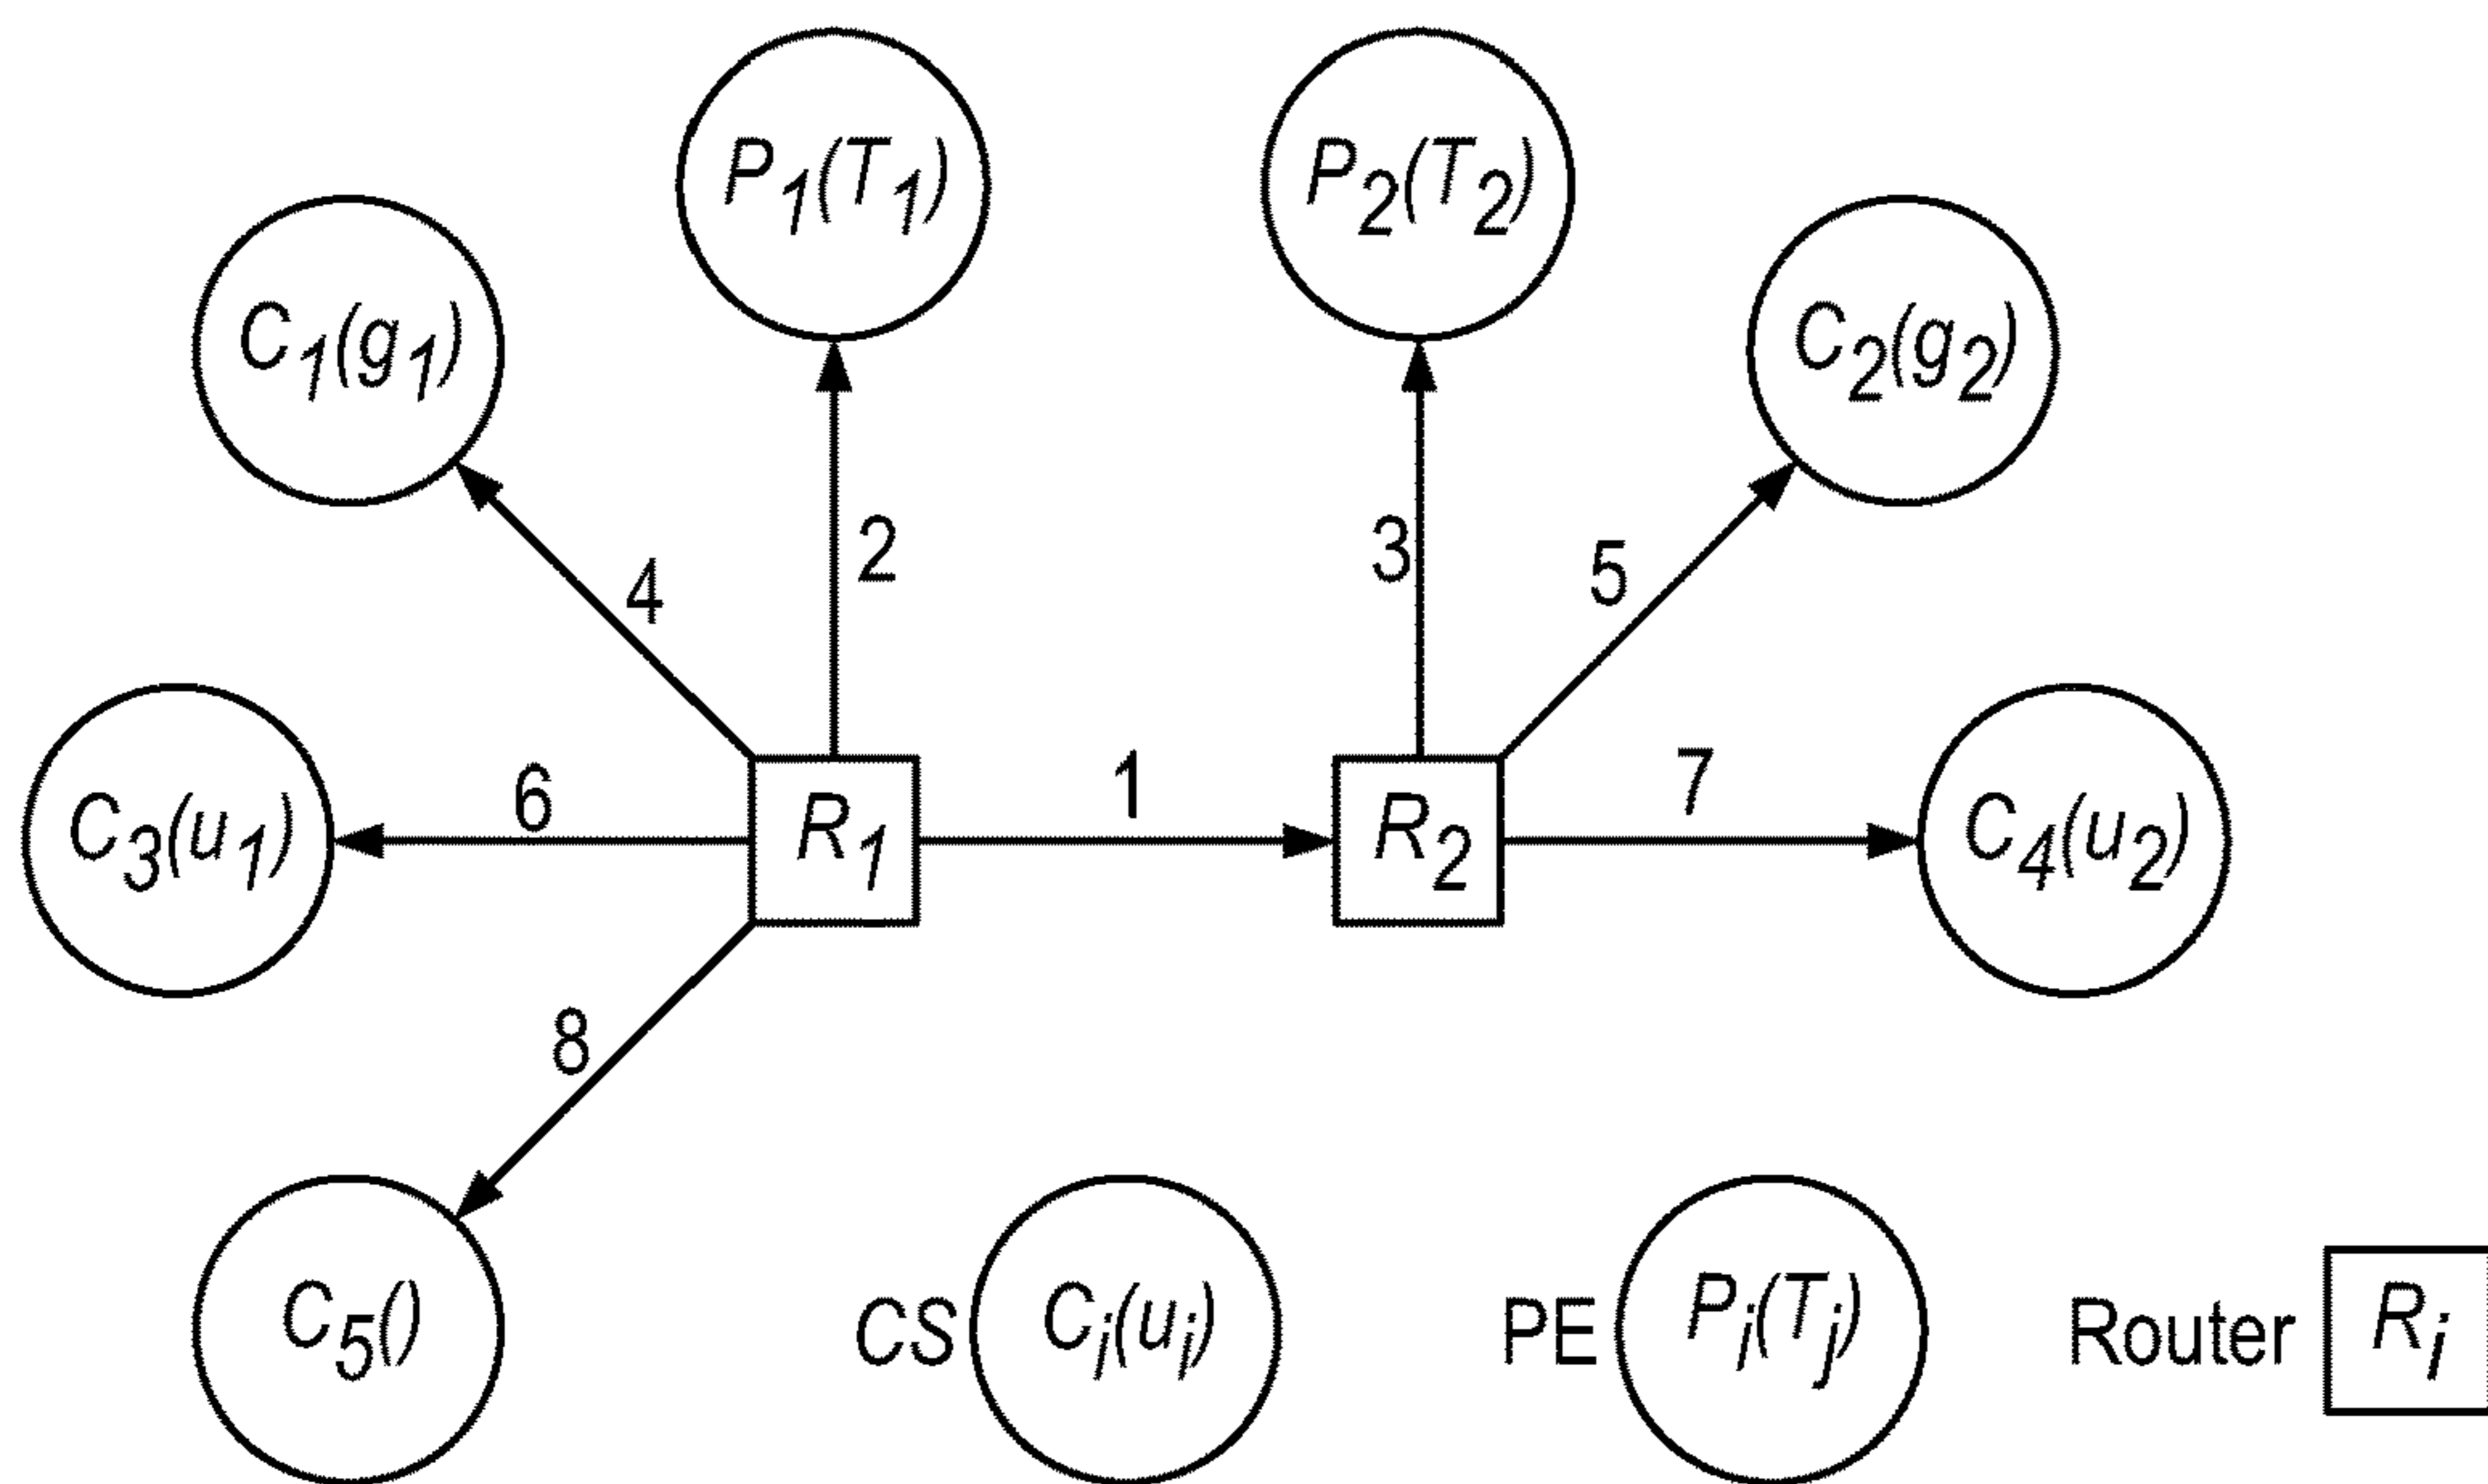 P1(T1)
P2(T2)
C1(g1)
C2(g2)
4
2
3
5
C3(u1)
6
R1
1
R2
7
C4(u2)
8
C5()
CS
Ci(ui)
PE
Pi(Tj)
Router
Ri